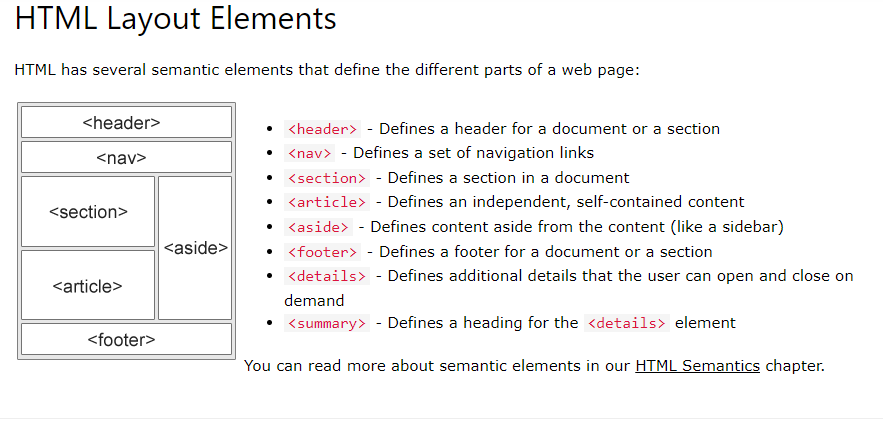 HTML Layout Elements
HTML has several semantic elements that define the different parts of a web page:
<header>
<nav>
<section>
<aside>
<article>
<footer>
<header> - Defines a header for a document or a section
<nav> - Defines a set of navigation links
<section> - Defines a section in a document
<article> - Defines an independent, self-contained content
<aside> - Defines content aside from the content (like a sidebar)
<footer> - Defines a footer for a document or a section
<details> - Defines additional details that the user can open and close on
demand
<summary> - Defines a heading for the <details> element
You can read more about semantic elements in our HTML Semantics chapter.